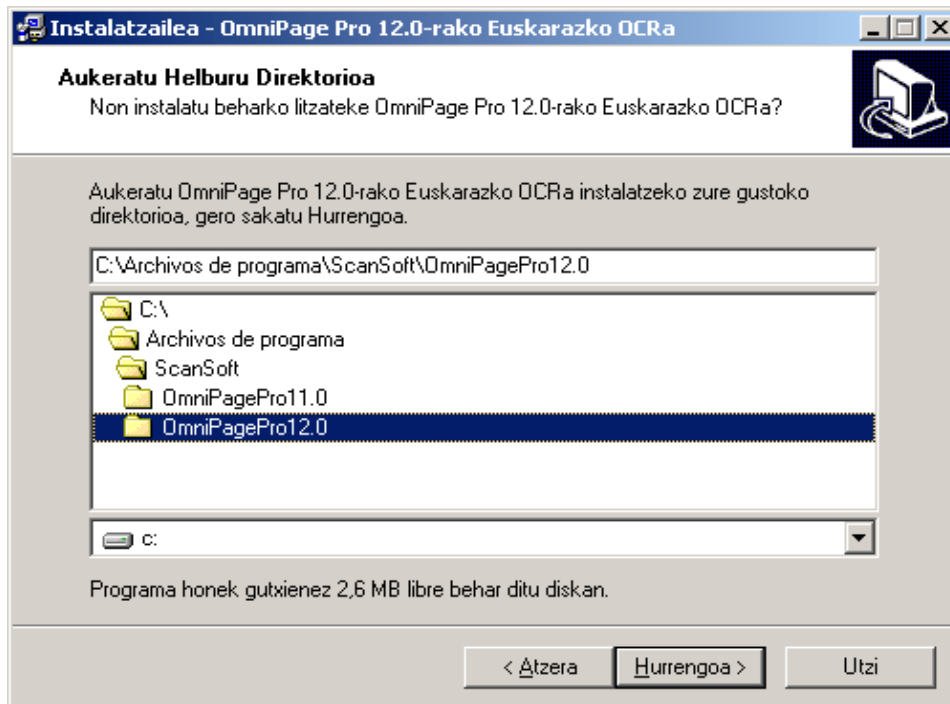 Instalatzailea - OmniPage Pro 12.0-rako Euskarazko OCRa
Aukeratu Helburu Direktorioa
Non instalatu beharko litzateke OmniPage Pro 12.0-rako Euskarazko OCRa?
Aukeratu OmniPage Pro 12.0-rako Euskarazko OCRa instalatzeko zure gustoko
direktorioa, gero sakatu Hurrengoa.
C:\Archivos de programa\ScanSoft\OmniPagePro12.0
C:\
Archivos de programa
ScanSoft
OmniPagePro11.0
OmniPagePro12.0
c:
Programa honek gutxienez 2,6 MB libre behar ditu diskan.
< Atzera
Hurrengoa >
Utzi